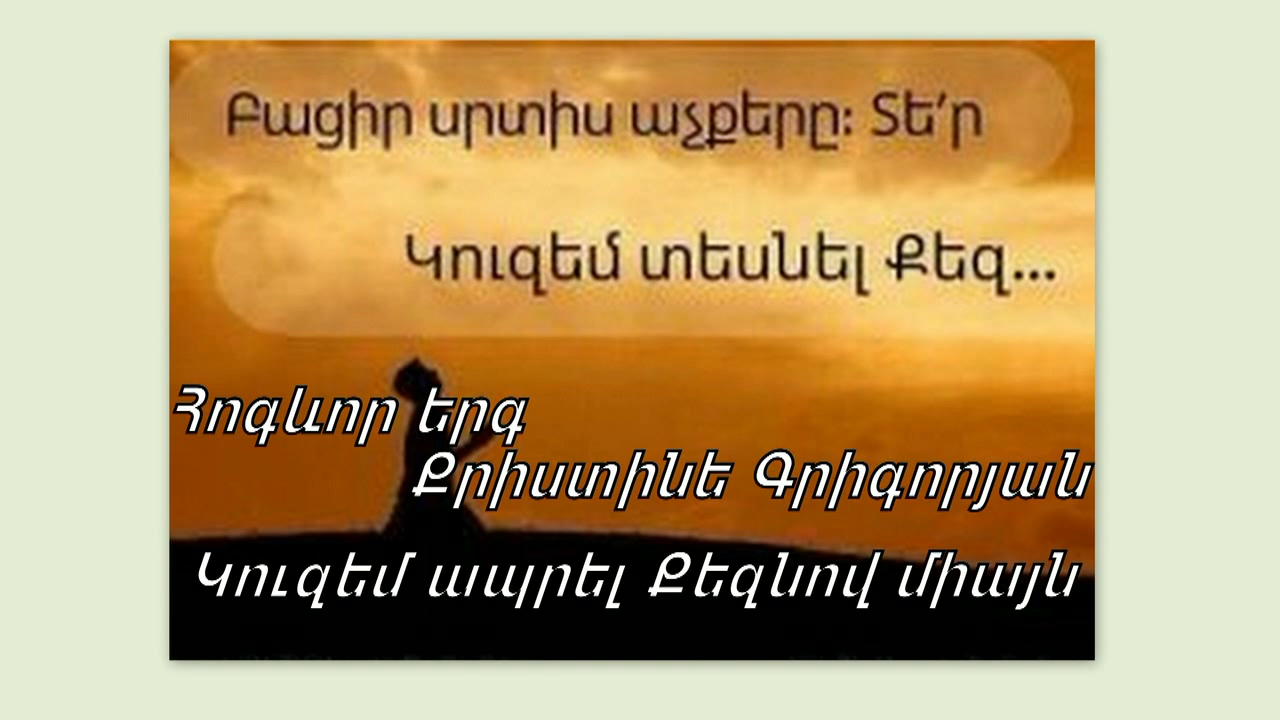 Բացիր սրտիս աչքերը։ Տե՛ր
Կուզեմ տեսնել Քեզ...
Հոգևոր երգ
Քրիստինե Գրիգորյան
Կուզեմ ապրել Քեզնով միայն